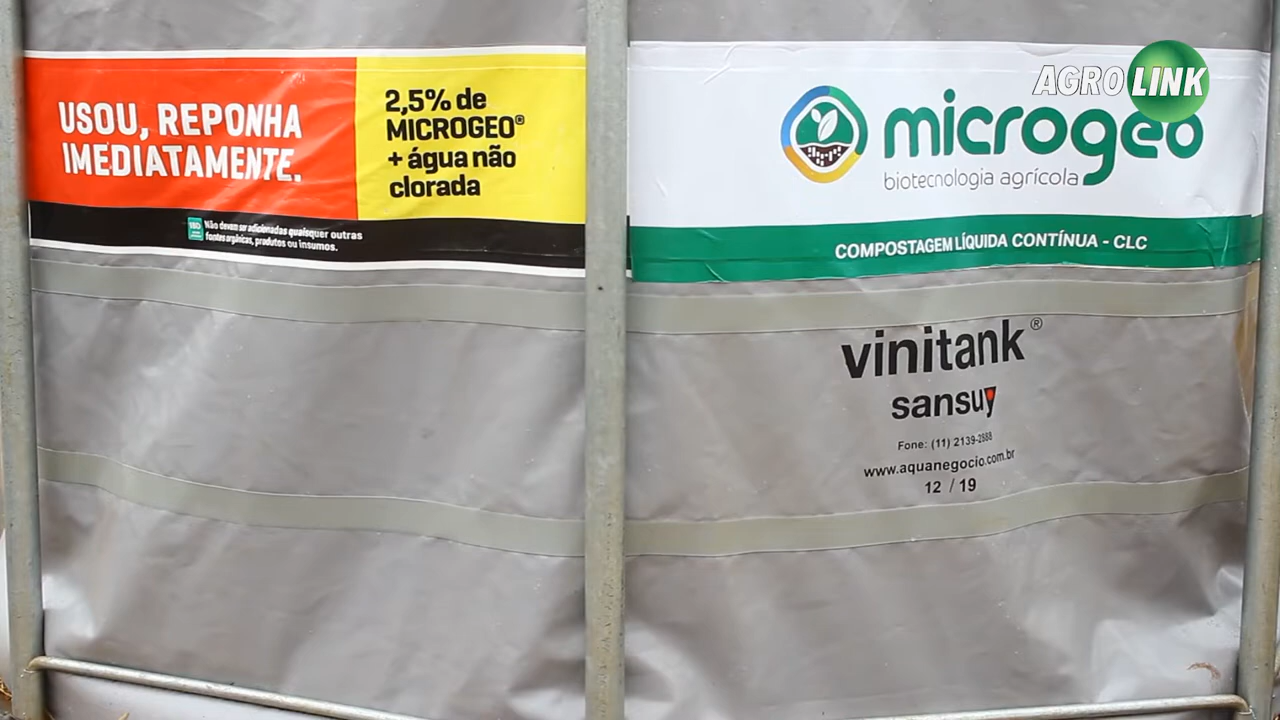 AGROLINK
USOU, REPONHA
IMEDIATAMENTE.
2,5% de
MICROGEO®
+ água não
clorada
Não devem ser adicionadas quaisquer outras
fontes orgânicas, produtos ou insumos.
microgeo
biotecnologia agrícola
COMPOSTAGEM LÍQUIDA CONTÍNUA - CLC
vinitank®
sansuy
Fone: (11) 2139-2888
www.aquanegocio.com.br
12 / 19